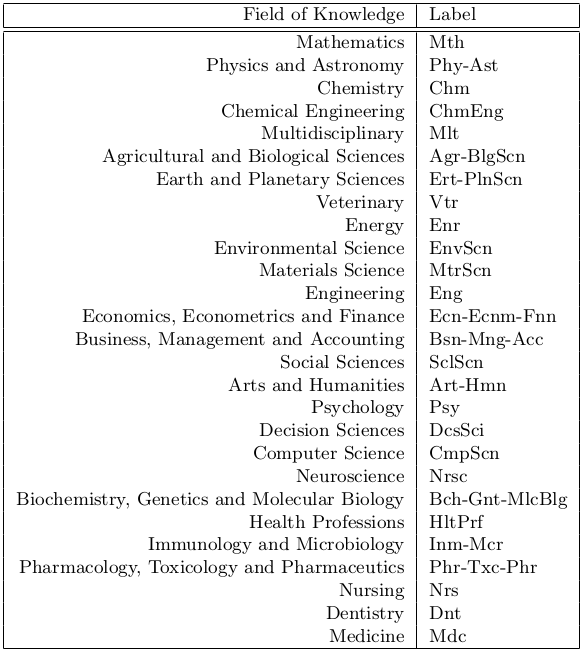 Field of Knowledge Label
Mathematics Mth
Physics and Astronomy Phy-Ast
Chemistry Chm
Chemical Engineering ChmEng
Multidisciplinary Mlt
Agricultural and Biological Sciences Agr-BlgScn
Earth and Planetary Sciences Ert-PlnScn
Veterinary Vtr
Energy Enr
Environmental Science EnvScn
Materials Science MtrScn
Engineering Eng
Economics, Econometrics and Finance Ecn-Ecnm-Fnn
Business, Management and Accounting Bsn-Mng-Acc
Social Sciences SclScn
Arts and Humanities Art-Hmn
Psychology Psy
Decision Sciences DcsSci
Computer Science CmpScn
Neuroscience Nrsc
Biochemistry, Genetics and Molecular Biology Bch-Gnt-MlcBlg
Health Professions HltPrf
Immunology and Microbiology Inm-Mcr
Pharmacology, Toxicology and Pharmaceutics Phr-Txc-Phr
Nursing Nrs
Dentistry Dnt
Medicine Mdc